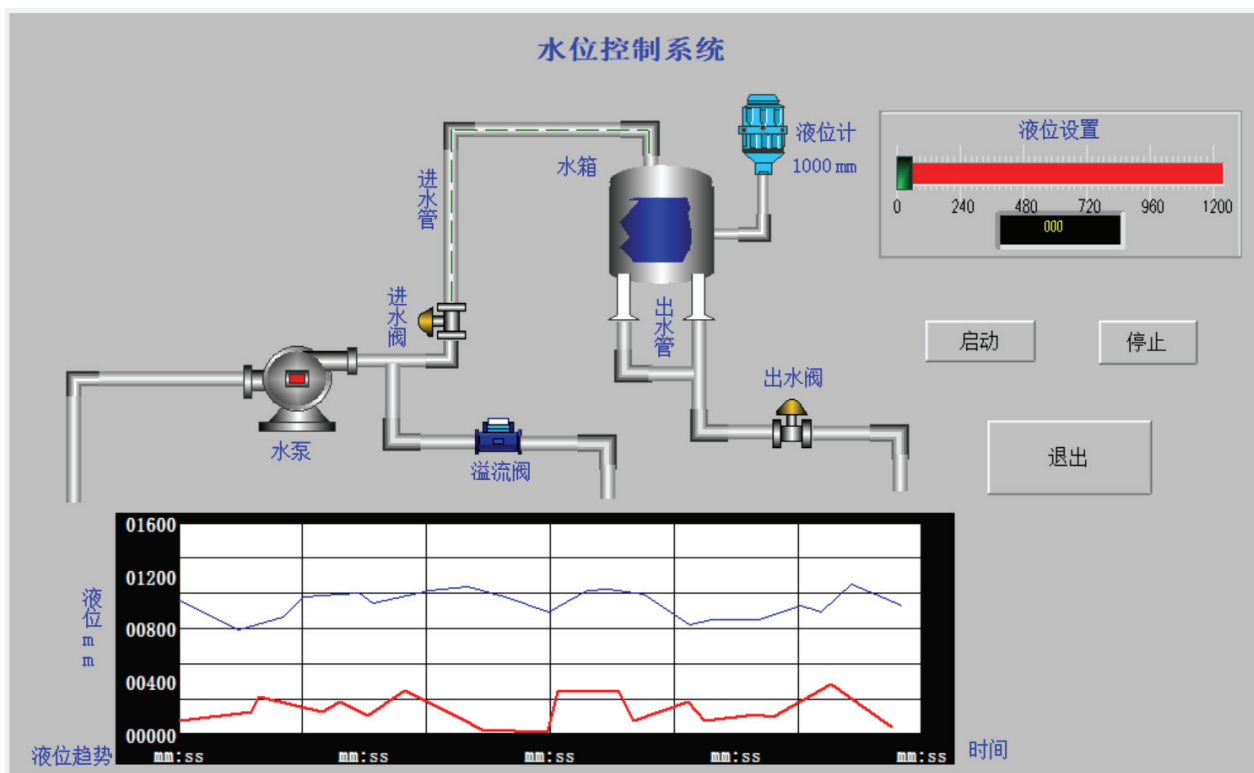 水位控制系统
液位计
1000 mm
水箱
进水管
液位设置
0 240 480 720 960 1200
000
进水阀
出水管
启动
停止
出水阀
水泵
溢流阀
退出
01600
01200
00800
00400
00000
液位mm
mm:ss mm:ss mm:ss mm:ss mm:ss
液位趋势
时间